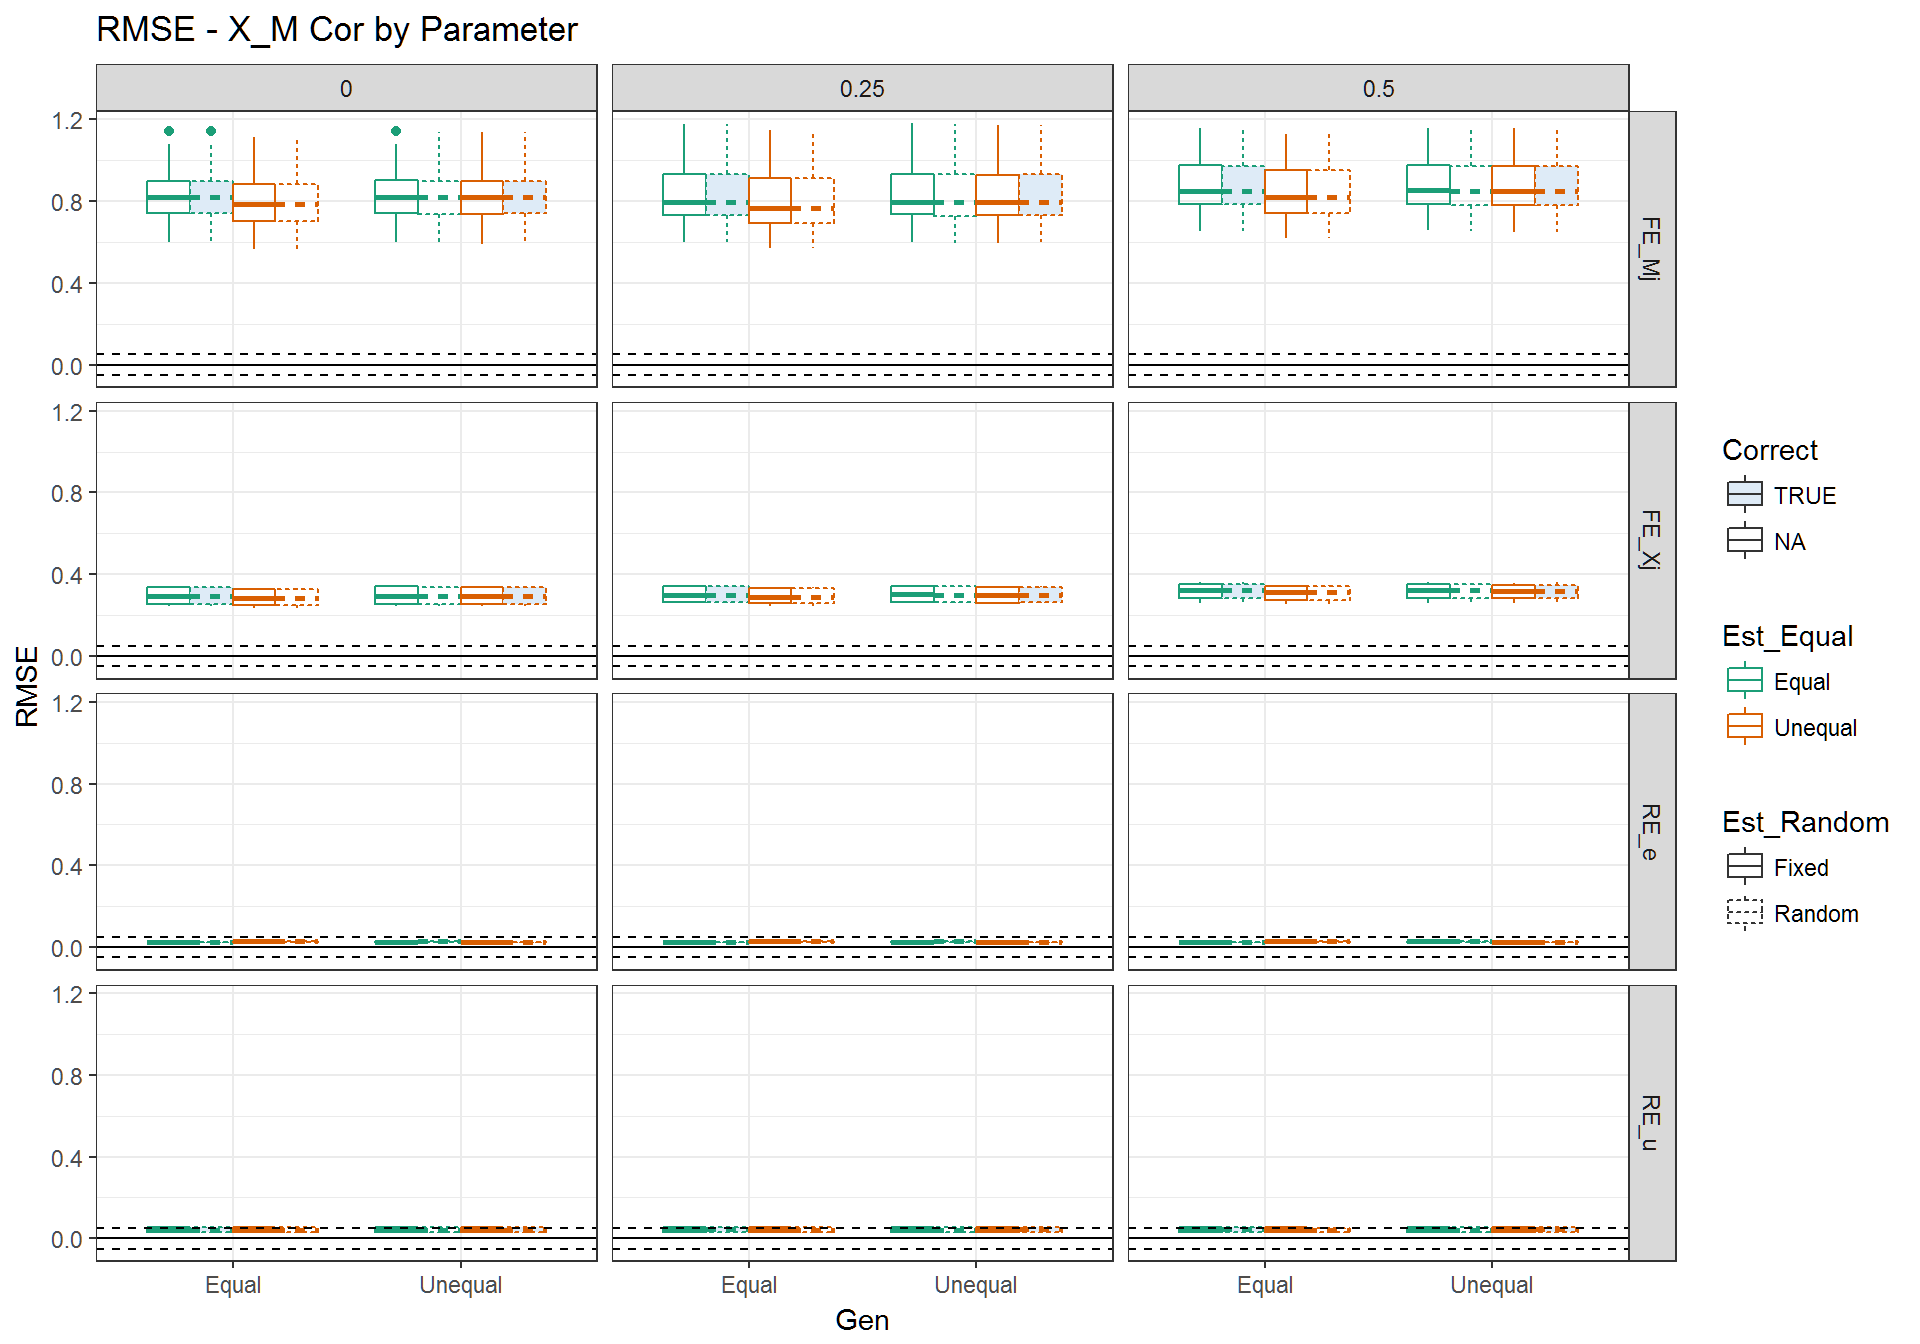 RMSE - X_M Cor by Parameter
0
0.25
0.5
1.2
0.8
0.4
0.0
FE_Mj
1.2
0.8
0.4
0.0
FE_Xj
1.2
0.8
0.4
0.0
RE_e
1.2
0.8
0.4
0.0
RE_u
RMSE
Equal
Unequal
Equal
Unequal
Equal
Unequal
Gen
Correct
TRUE
NA
Est_Equal
Equal
Unequal
Est_Random
Fixed
Random